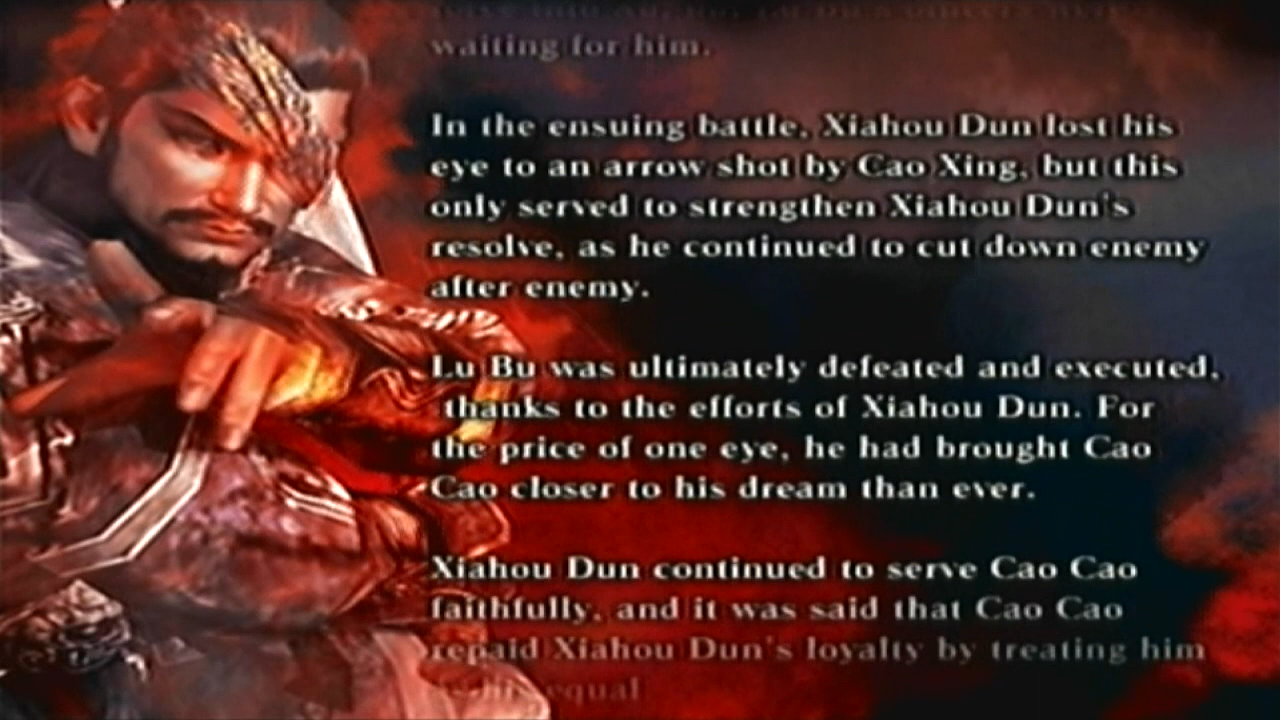 waiting for him.
In the ensuing battle, Xiahou Dun lost his
eye to an arrow shot by Cao Xing, but this
only served to strengthen Xiahou Dun's
resolve, as he continued to cut down enemy
after enemy.
Lu Bu was ultimately defeated and executed,
thanks to the efforts of Xiahou Dun. For
the price of one eye, he had brought Cao
Cao closer to his dream than ever.
Xiahou Dun continued to serve Cao Cao
faithfully, and it was said that Cao Cao
repaid Xiahou Dun's loyalty by treating him
as his equal